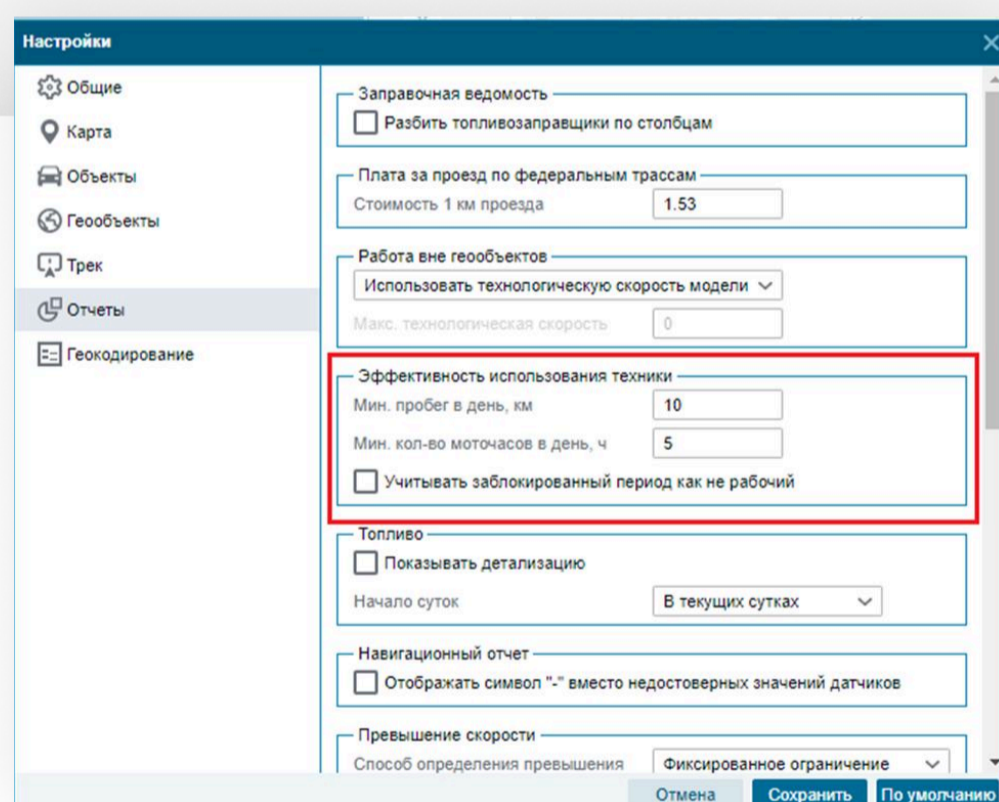 Настройки
Общие
Карта
Объекты
Геообъекты
Трек
Отчеты
Геокодирование
Заправочная ведомость
Разбить топливозаправщики по столбцам
Плата за проезд по федеральным трассам
Стоимость 1 км проезда 1.53
Работа вне геообъектов
Использовать технологическую скорость модели
Макс. технологическая скорость 0
Эффективность использования техники
Мин. пробег в день, км 10
Мин. кол-во моточасов в день, ч 5
Учитывать заблокированный период как не рабочий
Топливо
Показывать детализацию
Начало суток В текущих сутках
Навигационный отчет
Отображать символ "-" вместо недостоверных значений датчиков
Превышение скорости
Способ определения превышения Фиксированное ограничение
Отмена Сохранить По умолчанию